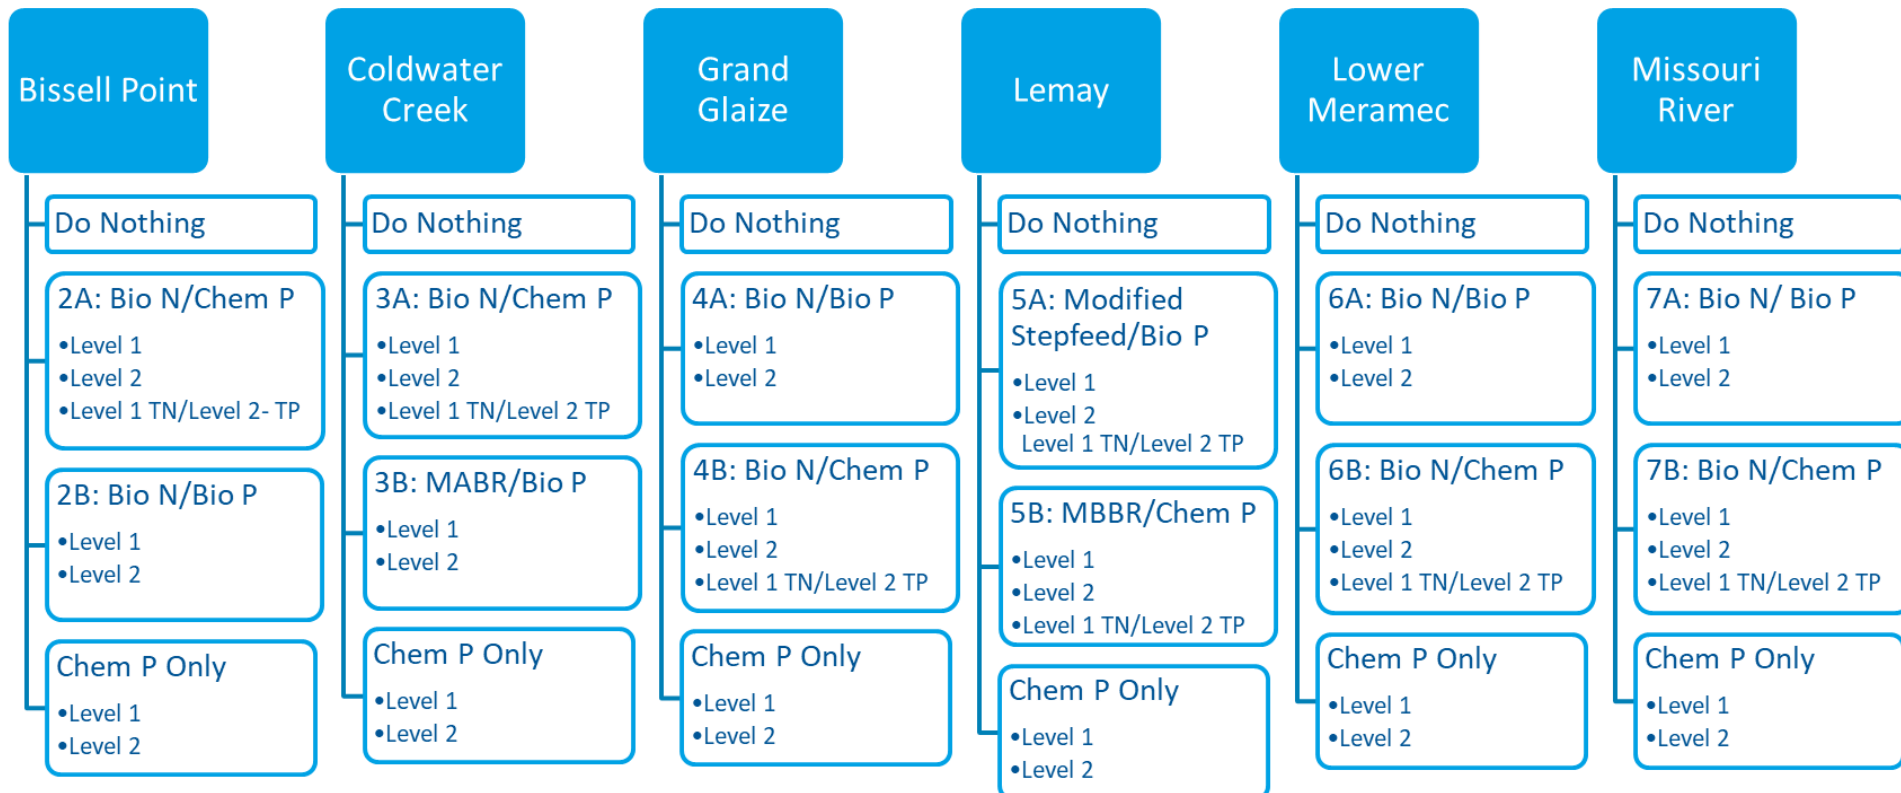 Bissell Point
Do Nothing
2A: Bio N/Chem P
•Level 1
•Level 2
•Level 1 TN/Level 2- TP
2B: Bio N/Bio P
•Level 1
•Level 2
Chem P Only
•Level 1
•Level 2
Coldwater
Creek
Do Nothing
3A: Bio N/Chem P
•Level 1
•Level 2
•Level 1 TN/Level 2 TP
3B: MABR/Bio P
•Level 1
•Level 2
Chem P Only
•Level 1
•Level 2
Grand
Glaize
Do Nothing
4A: Bio N/Bio P
•Level 1
•Level 2
4B: Bio N/Chem P
•Level 1
•Level 2
•Level 1 TN/Level 2 TP
Chem P Only
•Level 1
•Level 2
Lemay
Do Nothing
5A: Modified
Stepfeed/Bio P
•Level 1
•Level 2
Level 1 TN/Level 2 TP
5B: MBBR/Chem P
•Level 1
•Level 2
•Level 1 TN/Level 2 TP
Chem P Only
•Level 1
•Level 2
Lower
Meramec
Do Nothing
6A: Bio N/Bio P
•Level 1
•Level 2
6B: Bio N/Chem P
•Level 1
•Level 2
•Level 1 TN/Level 2 TP
Chem P Only
•Level 1
•Level 2
Missouri
River
Do Nothing
7A: Bio N/ Bio P
•Level 1
•Level 2
7B: Bio N/Chem P
•Level 1
•Level 2
•Level 1 TN/Level 2 TP
Chem P Only
•Level 1
•Level 2